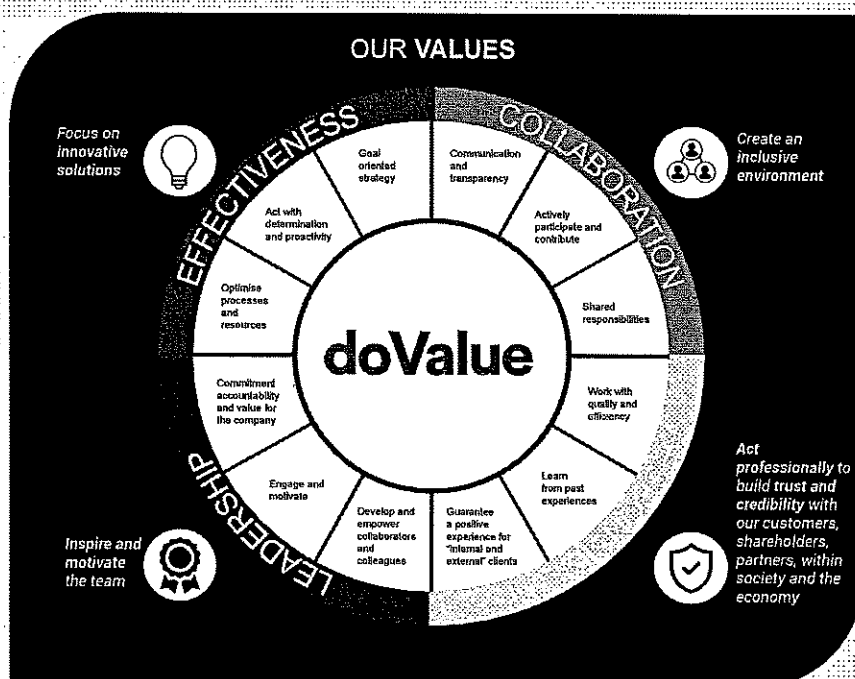 OUR VALUES
Focus on
innovative
solutions
Create an
inclusive
environment
EFFECTIVENESS
COLLABORATION
Goal
oriented
strategy
Communication
and
transparency
Act with
determination
and proactivity
Actively
participate and
contribute
Optimise
processes
and
resources
Shared
responsibilities
doValue
Commitment
accountability
and value for
the company
Work with
quality and
efficiency
Engage and
motivate
Learn
from past
experiences
Develop and
empower
collaborators
and
colleagues
Guarantee
a positive
experience for
"internal and
external" clients
LEADERSHIP
Inspire and
motivate
the team
Act
professionally to
build trust and
credibility with
our customers,
shareholders,
partners, within
society and the
economy